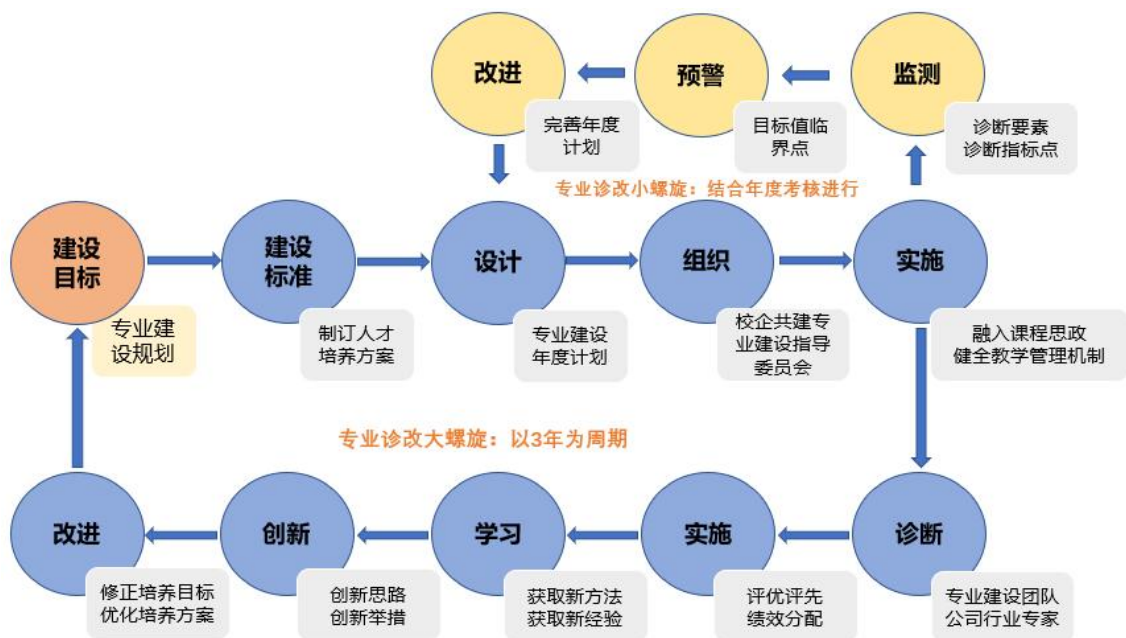 改进
预警
监测
完善年度
计划
目标值临
界点
诊断要素
诊断指标点
专业诊改小螺旋：结合年度考核进行
建设
目标
建设
标准
设计
组织
实施
专业建
设规划
制订人才
培养方案
专业建设
年度计划
校企共建专
业建设指导
委员会
融入课程思政
健全教学管理机制
专业诊改大螺旋：以3年为周期
改进
创新
学习
实施
诊断
修正培养目标
优化培养方案
创新思路
创新举措
获取新方法
获取新经验
评优评先
绩效分配
专业建设团队
公司行业专家